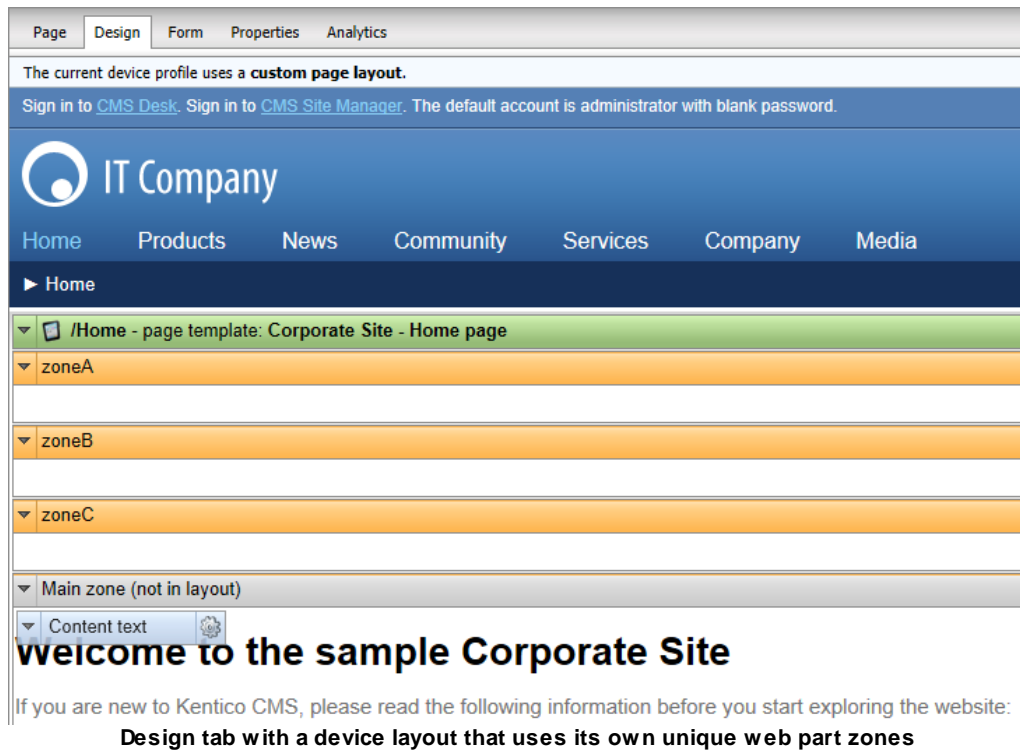 Page Design Form Properties Analytics
The current device profile uses a custom page layout.
Sign in to CMS Desk. Sign in to CMS Site Manager. The default account is administrator with blank password.
IT Company
Home Products News Community Services Company Media
► Home
/Home - page template: Corporate Site - Home page
zoneA
zoneB
zoneC
Main zone (not in layout)
Content text
Welcome to the sample Corporate Site
If you are new to Kentico CMS, please read the following information before you start exploring the website:
Design tab with a device layout that uses its own unique web part zones